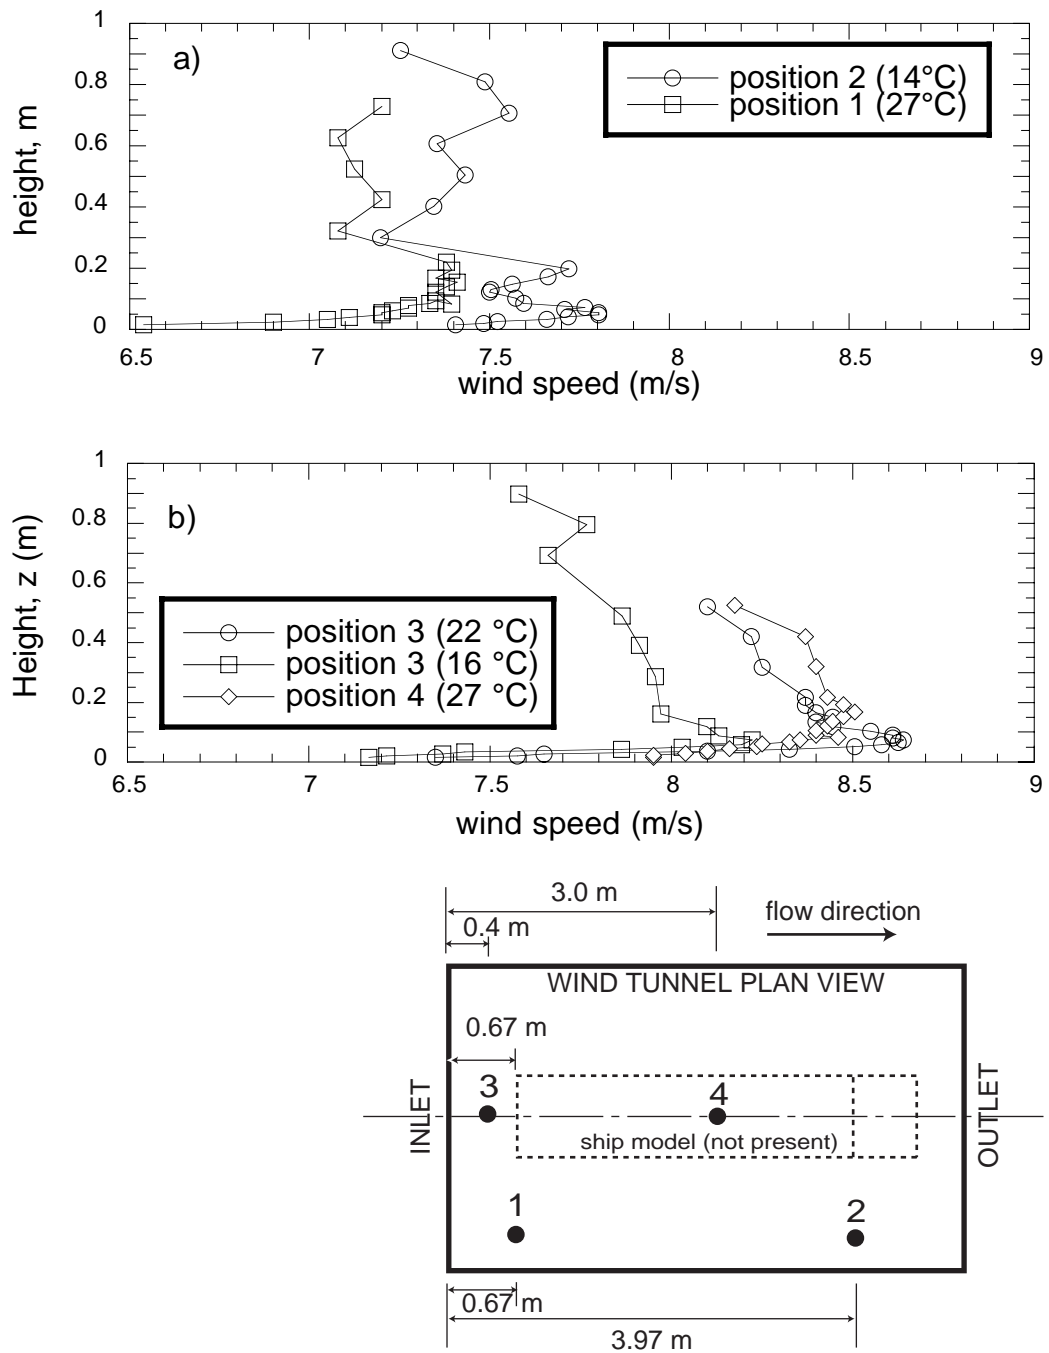 1
a)
position 2 (14°C)
position 1 (27°C)
0.8
0.6
0.4
0.2
0
height, m
6.5 7 7.5 8 8.5 9
wind speed (m/s)
1
b)
0.8
0.6
0.4
0.2
0
Height, z (m)
position 3 (22 °C)
position 3 (16 °C)
position 4 (27 °C)
6.5 7 7.5 8 8.5 9
wind speed (m/s)
3.0 m
flow direction
0.4 m
WIND TUNNEL PLAN VIEW
0.67 m
INLET
3
4
OUTLET
ship model (not present)
1
2
0.67 m
3.97 m